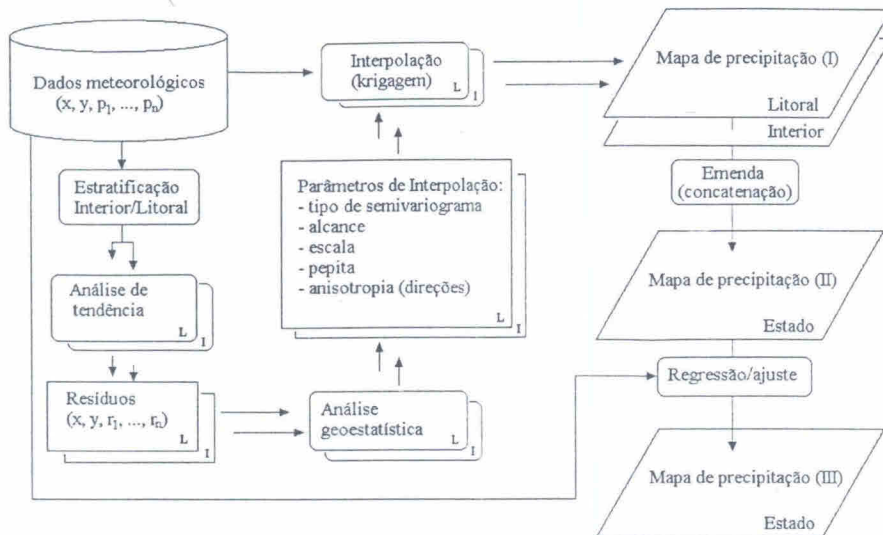 Dados meteorológicos
(x, y, p1, ..., pn)
Estratificação
Interior/Litoral
Análise de
tendência
L
I
Resíduos
(x, y, r1, ..., rn)
L
I
Análise
geoestatística
L
I
Parâmetros de Interpolação:
- tipo de semivariograma
- alcance
- escala
- pepita
- anisotropia (direções)
L
I
Interpolação
(krigagem)
L
I
Mapa de precipitação (I)
Litoral
Interior
Emenda
(concatenação)
Mapa de precipitação (II)
Estado
Regressão/ajuste
Mapa de precipitação (III)
Estado